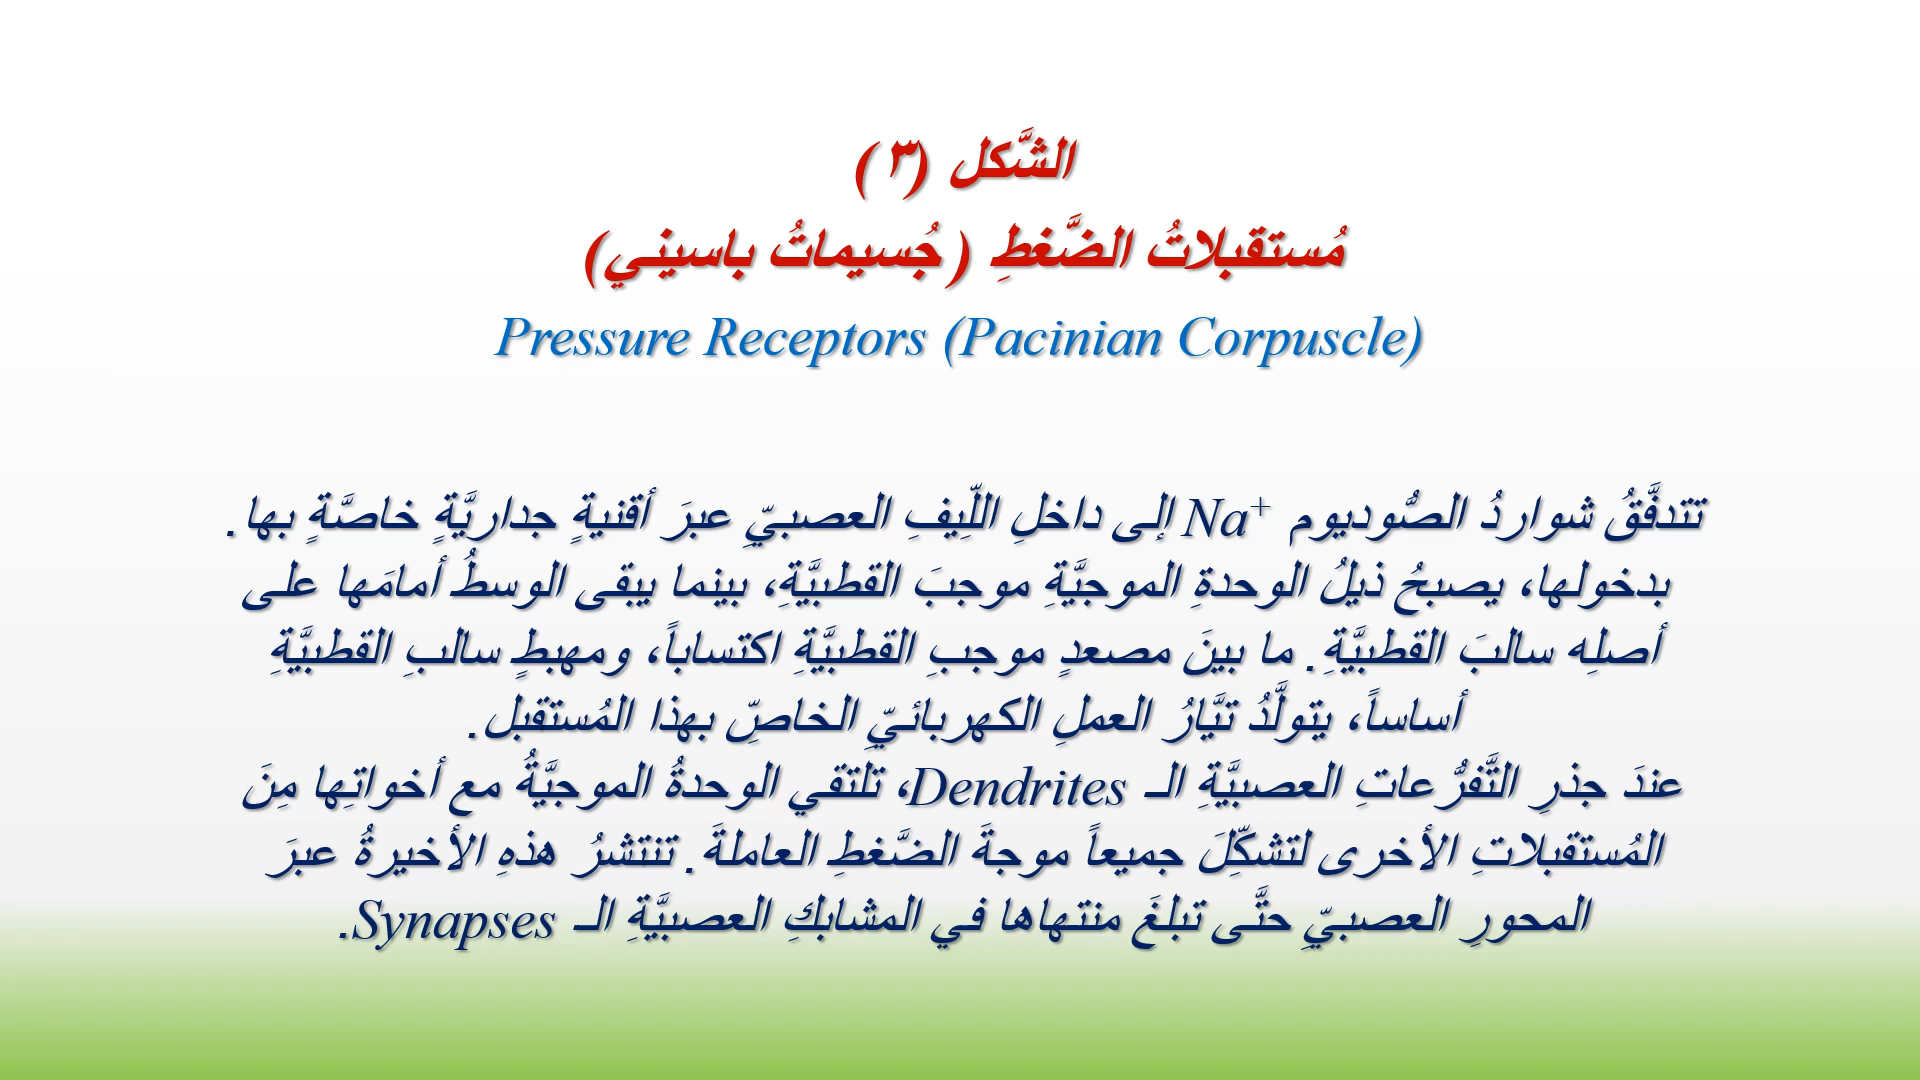 الشَّكل (٣)
مُستقبلاتُ الضَّغطِ (جُسيماتُ باسيني)
Pressure Receptors (Pacinian Corpuscle)
تتدفَّقُ شواردُ الصُّوديوم Na⁺ إلى داخلِ اللِّيفِ العصبيِّ عبرَ أقنيةٍ جداريَّةٍ خاصَّةٍ بها.
بدخولها، يصبحُ ذيلُ الوحدةِ الموجيَّةِ موجبَ القطبيَّةِ، بينما يبقى الوسطُ أمامَها على
أصلِه سالبَ القطبيَّةِ. ما بينَ مصعدٍ موجبِ القطبيَّةِ اكتساباً، ومهبطٍ سالبِ القطبيَّةِ
أساساً، يتولَّدُ تيَّارُ العملِ الكهربائيِّ الخاصِّ بهذا المُستقبل.
عندَ جذرِ التَّفرُّعاتِ العصبيَّةِ الـ Dendrites، تلتقي الوحدةُ الموجيَّةُ مع أخواتِها مِنَ
المُستقبلاتِ الأخرى لتشكِّلَ جميعاً موجةَ الضَّغطِ العاملةَ. تنتشرُ هذهِ الأخيرةُ عبرَ
المحورِ العصبيِّ حتَّى تبلغَ منتهاها في المشابكِ العصبيَّةِ الـ Synapses.